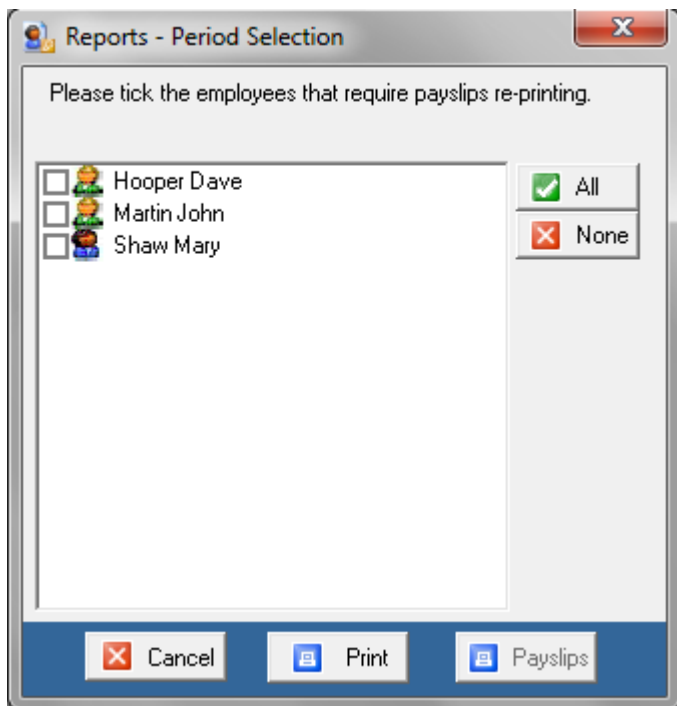 Reports - Period Selection
Please tick the employees that require payslips re-printing.
Hooper Dave
Martin John
Shaw Mary
All
None
Cancel
Print
Payslips